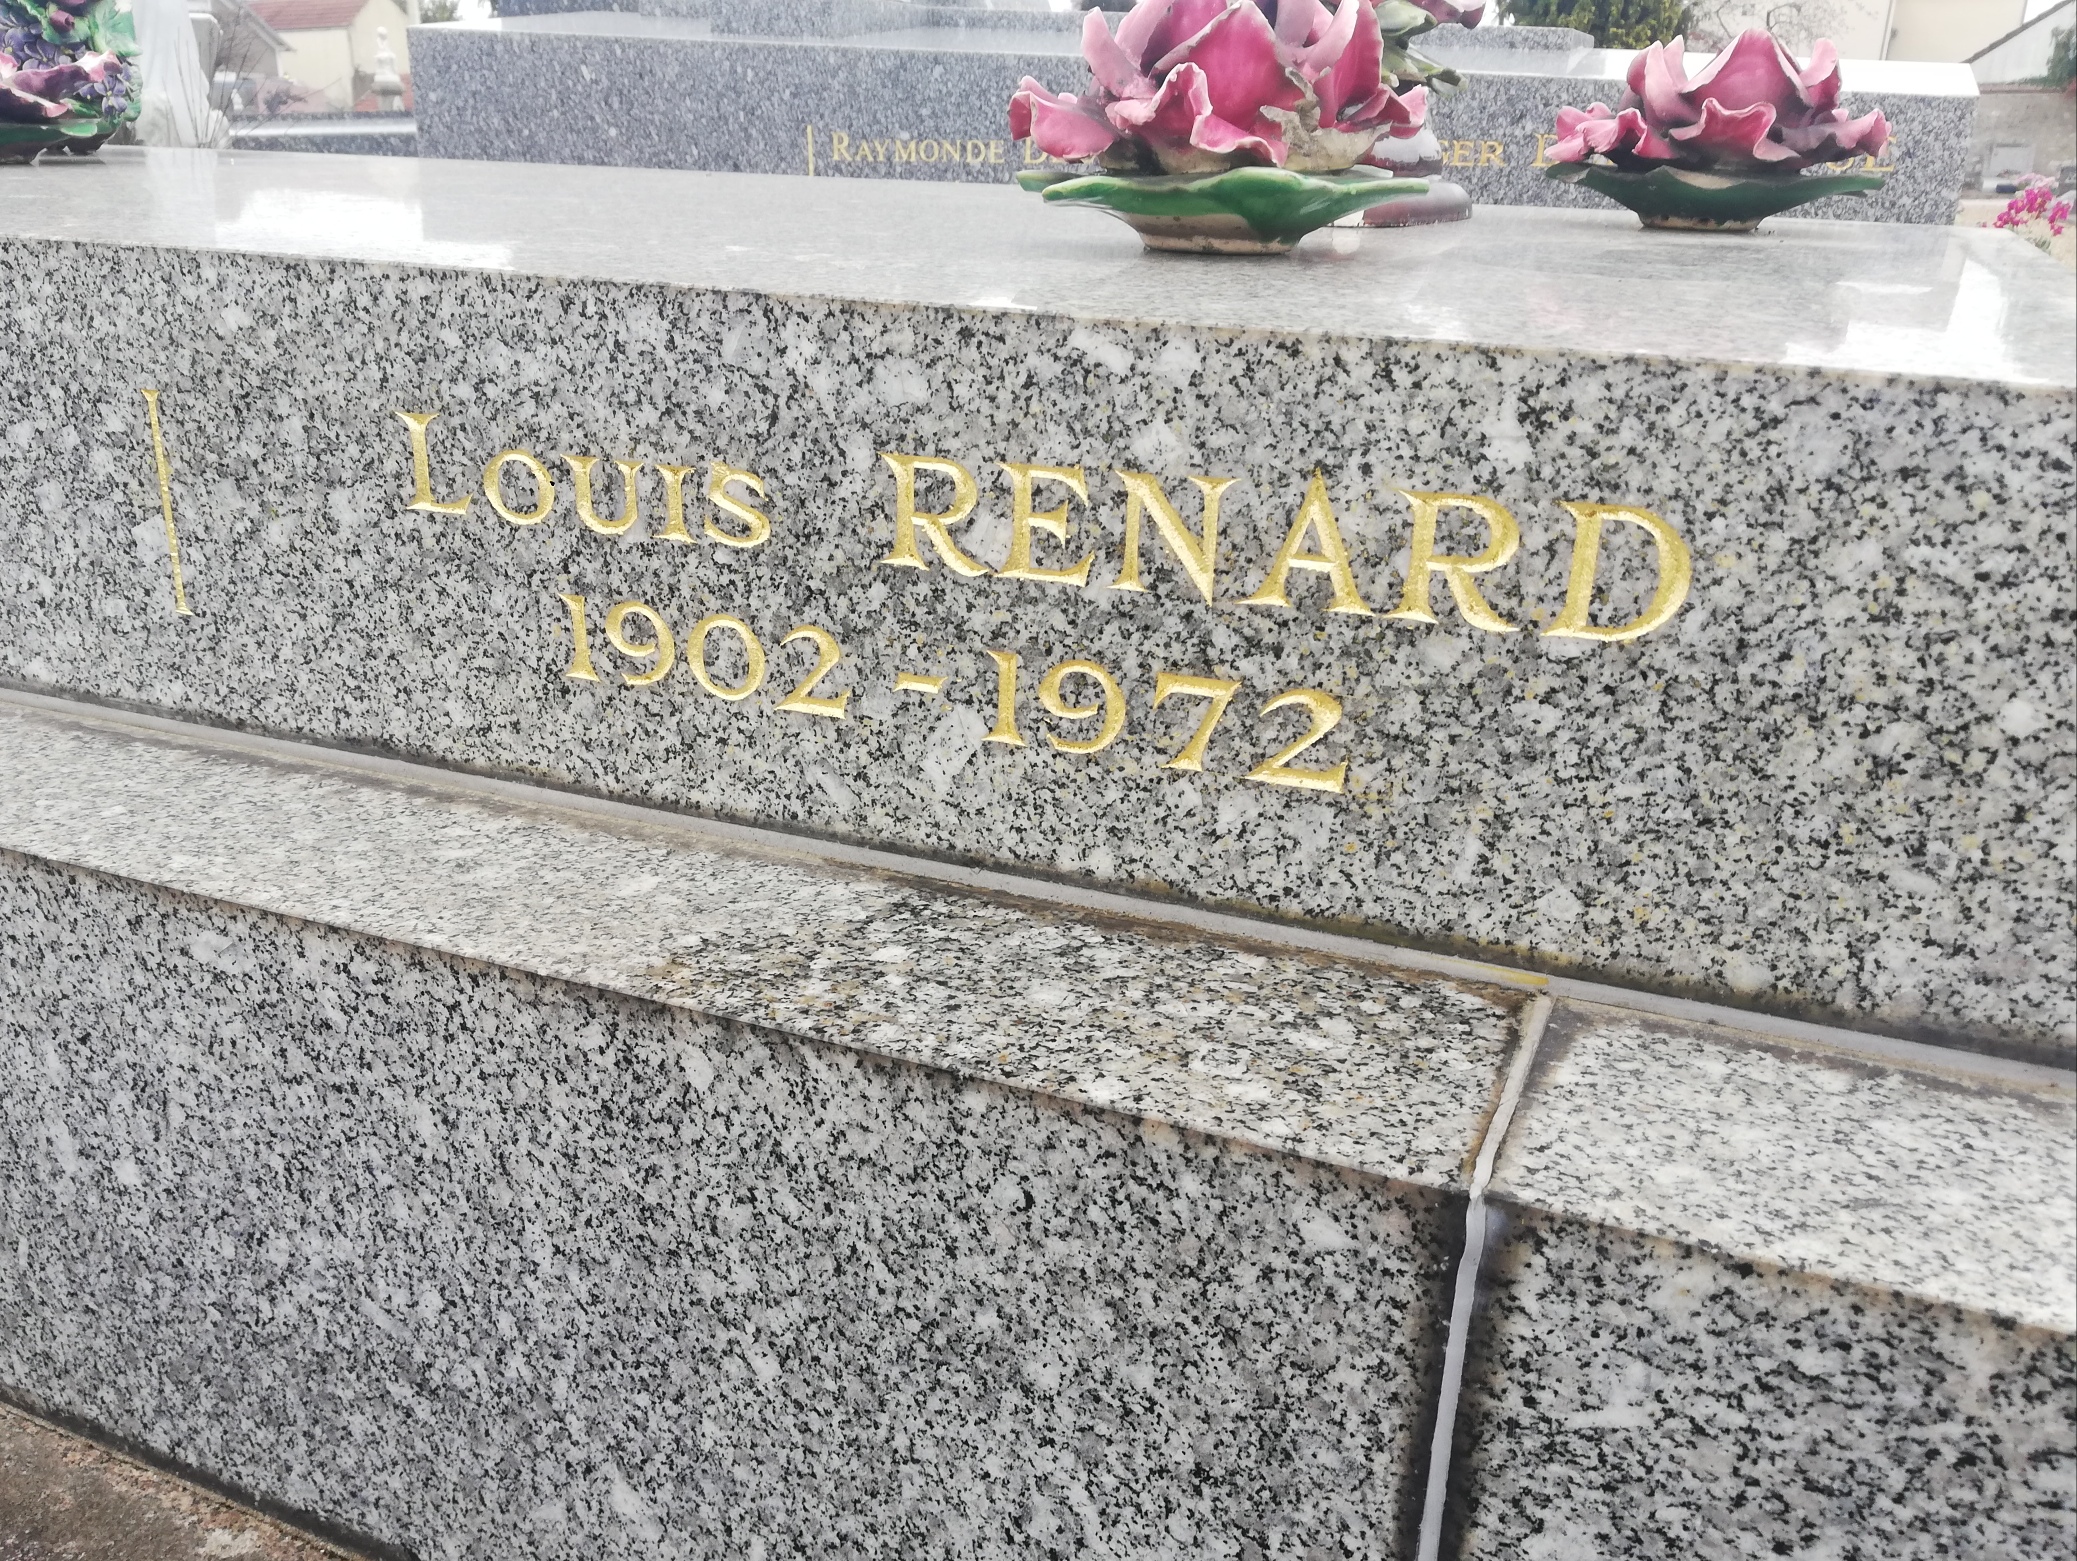 RAYMONDE
LOUIS RENARD
1902 - 1972